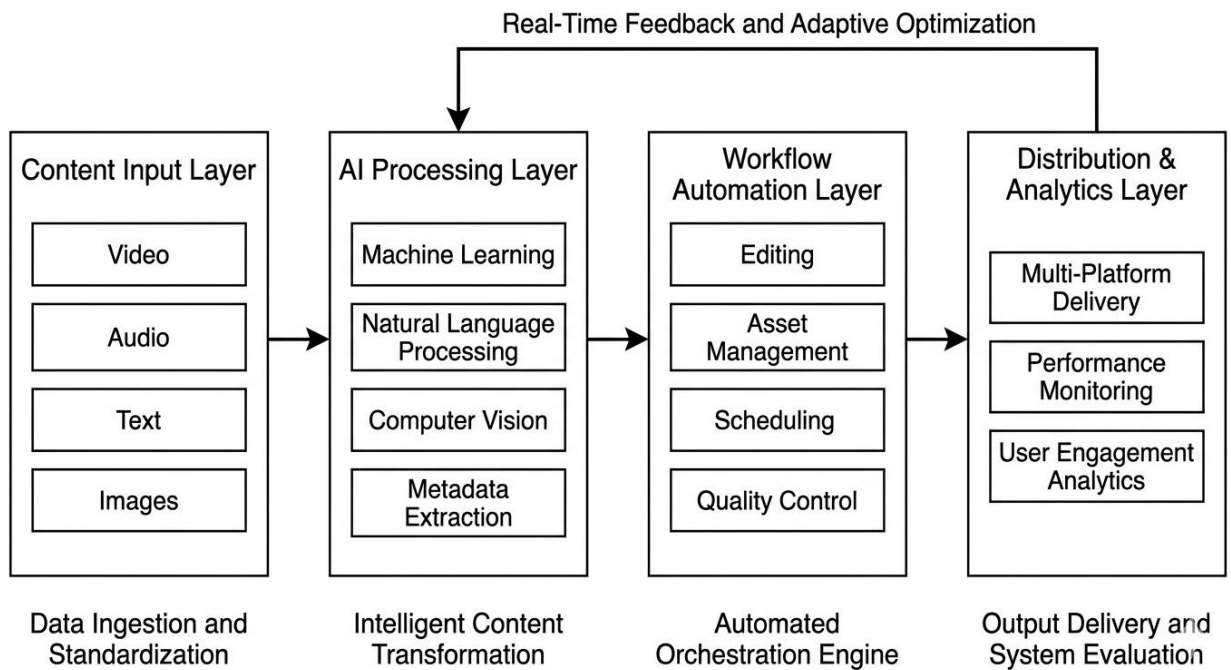 Real-Time Feedback and Adaptive Optimization
Content Input Layer
Video
Audio
Text
Images
Data Ingestion and
Standardization
AI Processing Layer
Machine Learning
Natural Language
Processing
Computer Vision
Metadata
Extraction
Intelligent Content
Transformation
Workflow
Automation Layer
Editing
Asset
Management
Scheduling
Quality Control
Automated
Orchestration Engine
Distribution &
Analytics Layer
Multi-Platform
Delivery
Performance
Monitoring
User Engagement
Analytics
Output Delivery and
System Evaluation